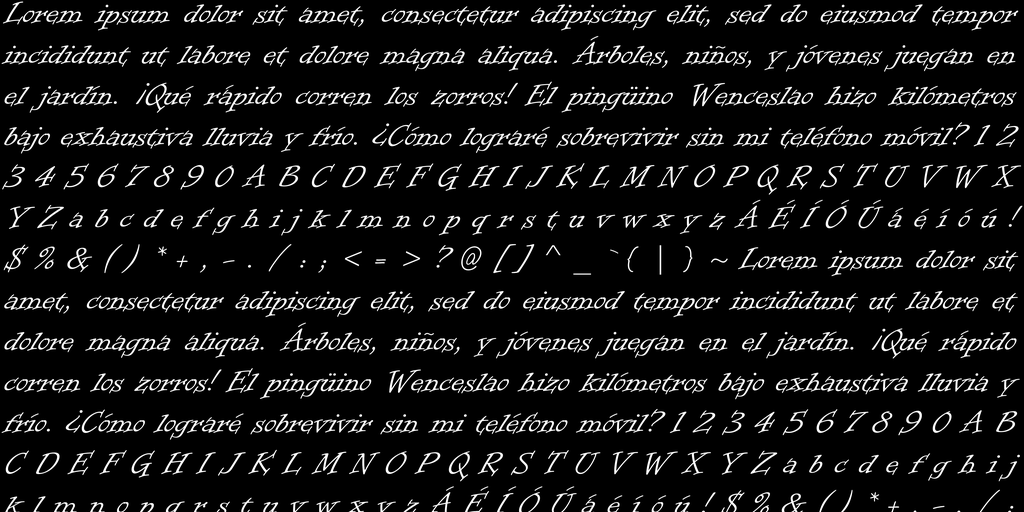 Lorem ipsum dolor sit amet, consectetur adipiscing elit, sed do eiusmod tempor
incididunt ut labore et dolore magna aliqua. Árboles, niños, y jóvenes juegan en
el jardín. ¡Qué rápido corren los zorros! El pingüino Wenceslao hizo kilómetros
bajo exhaustiva lluvia y frío. ¿Cómo lograré sobrevivir sin mi teléfono móvil? 1 2
3 4 5 6 7 8 9 0 A B C D E F G H I J K L M N O P Q R S T U V W X
Y Z a b c d e f g h i j k l m n o p q r s t u v w x y z Á É Í Ó Ú á é í ó ú !
$ % & ( ) * + , - . / : ; < = > ? @ [ ] ^ _ ` { | } ~ Lorem ipsum dolor sit
amet, consectetur adipiscing elit, sed do eiusmod tempor incididunt ut labore et
dolore magna aliqua. Árboles, niños, y jóvenes juegan en el jardín. ¡Qué rápido
corren los zorros! El pingüino Wenceslao hizo kilómetros bajo exhaustiva lluvia y
frío. ¿Cómo lograré sobrevivir sin mi teléfono móvil? 1 2 3 4 5 6 7 8 9 0 A B
C D E F G H I J K L M N O P Q R S T U V W X Y Z a b c d e f g h i j
k l m n o p q r s t u v w x y z Á É Í Ó Ú á é í ó ú ! $ % & ( ) * + , - . / :